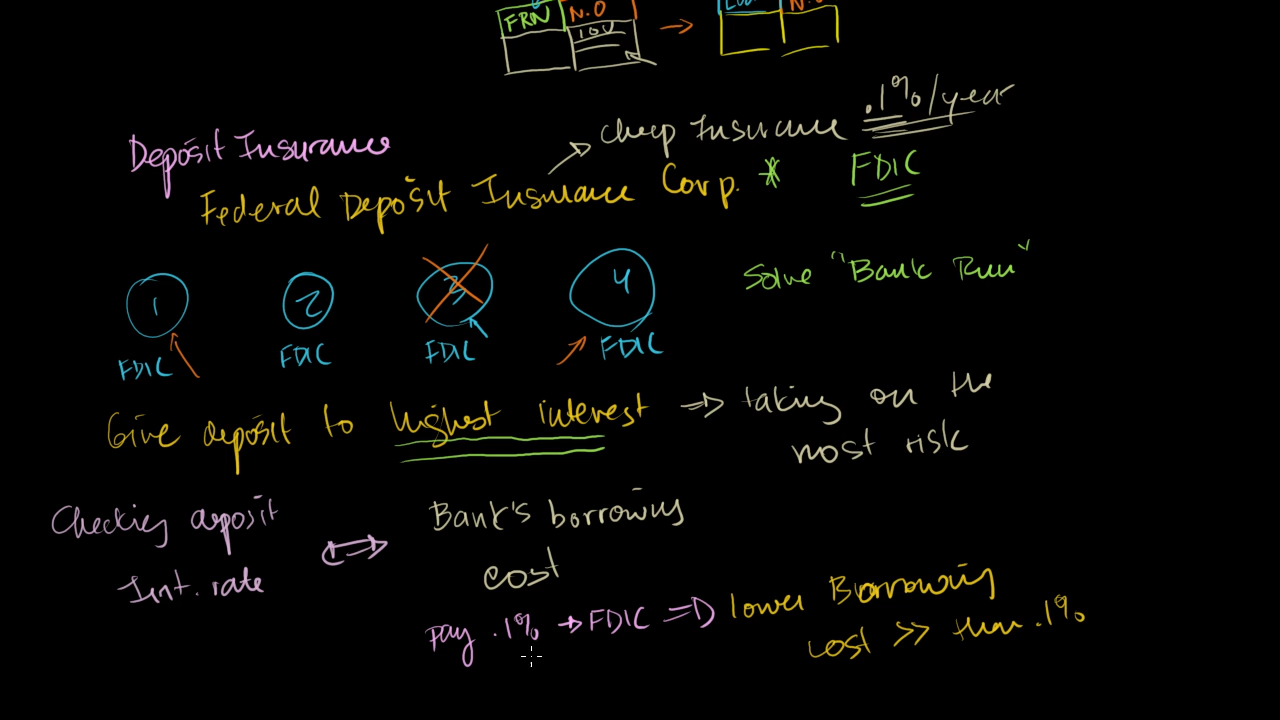 FRN N.O N.O
IOU
Deposit Insurance
cheap Insurance .1%/year
Federal Deposit Insurance Corp. * FDIC
1 2 3 4
Solve "Bank Run"
FDIC FDIC FDIC FDIC
Give deposit to highest interest ⇒ taking on the
most risk
Checking deposit
Int. rate
Bank's borrowing
cost
Pay .1% → FDIC ⇒ lower Borrowing
cost >> than .1%